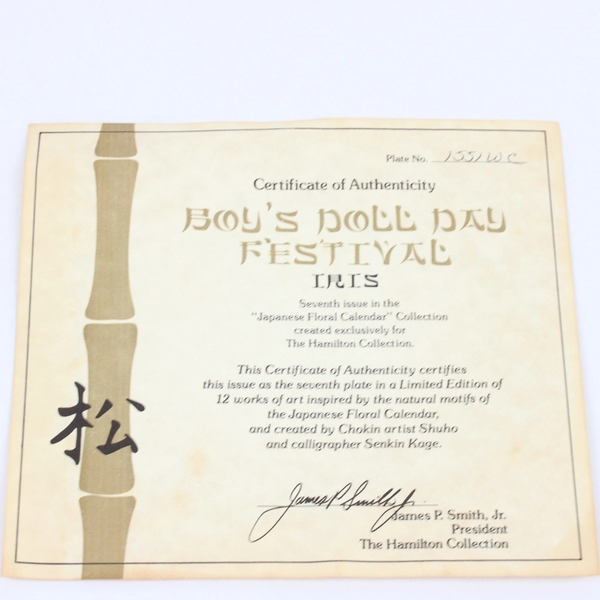 Plate No. 1551WC
Certificate of Authenticity
BOY'S DOLL DAY
FESTIVAL
IRIS
Seventh issue in the
"Japanese Floral Calendar" Collection
created exclusively for
The Hamilton Collection.
This Certificate of Authenticity certifies
this issue as the seventh plate in a Limited Edition of
12 works of art inspired by the natural motifs of
the Japanese Floral Calendar,
and created by Chokin artist Shuho
and calligrapher Senkin Kage.
松
James P. Smith Jr.
James P. Smith, Jr.
President
The Hamilton Collection